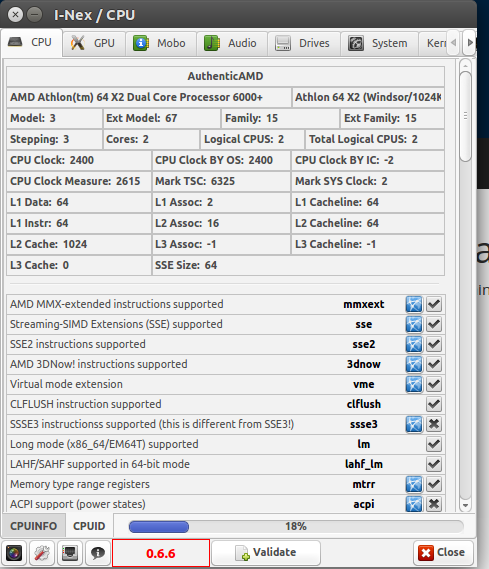 I-Nex / CPU
CPU GPU Mobo Audio Drives System Kern
AuthenticAMD
AMD Athlon(tm) 64 X2 Dual Core Processor 6000+ Athlon 64 X2 (Windsor/1024K
Model: 3 Ext Model: 67 Family: 15 Ext Family: 15
Stepping: 3 Cores: 2 Logical CPUS: 2 Total Logical CPUS: 2
CPU Clock: 2400 CPU Clock BY OS: 2400 CPU Clock BY IC: -2
CPU Clock Measure: 2615 Mark TSC: 6325 Mark SYS Clock: 2
L1 Data: 64 L1 Assoc: 2 L1 Cacheline: 64
L1 Instr: 64 L2 Assoc: 16 L2 Cacheline: 64
L2 Cache: 1024 L3 Assoc: -1 L3 Cacheline: -1
L3 Cache: 0 SSE Size: 64
AMD MMX-extended instructions supported mmxext
Streaming-SIMD Extensions (SSE) supported sse
SSE2 instructions supported sse2
AMD 3DNow! instructions supported 3dnow
Virtual mode extension vme
CLFLUSH instruction supported clflush
SSSE3 instructionss supported (this is different from SSE3!) ssse3
Long mode (x86_64/EM64T) supported lm
LAHF/SAHF supported in 64-bit mode lahf_lm
Memory type range registers mtrr
ACPI support (power states) acpi
CPUINFO CPUID 18%
0.6.6 Validate Close
a
in